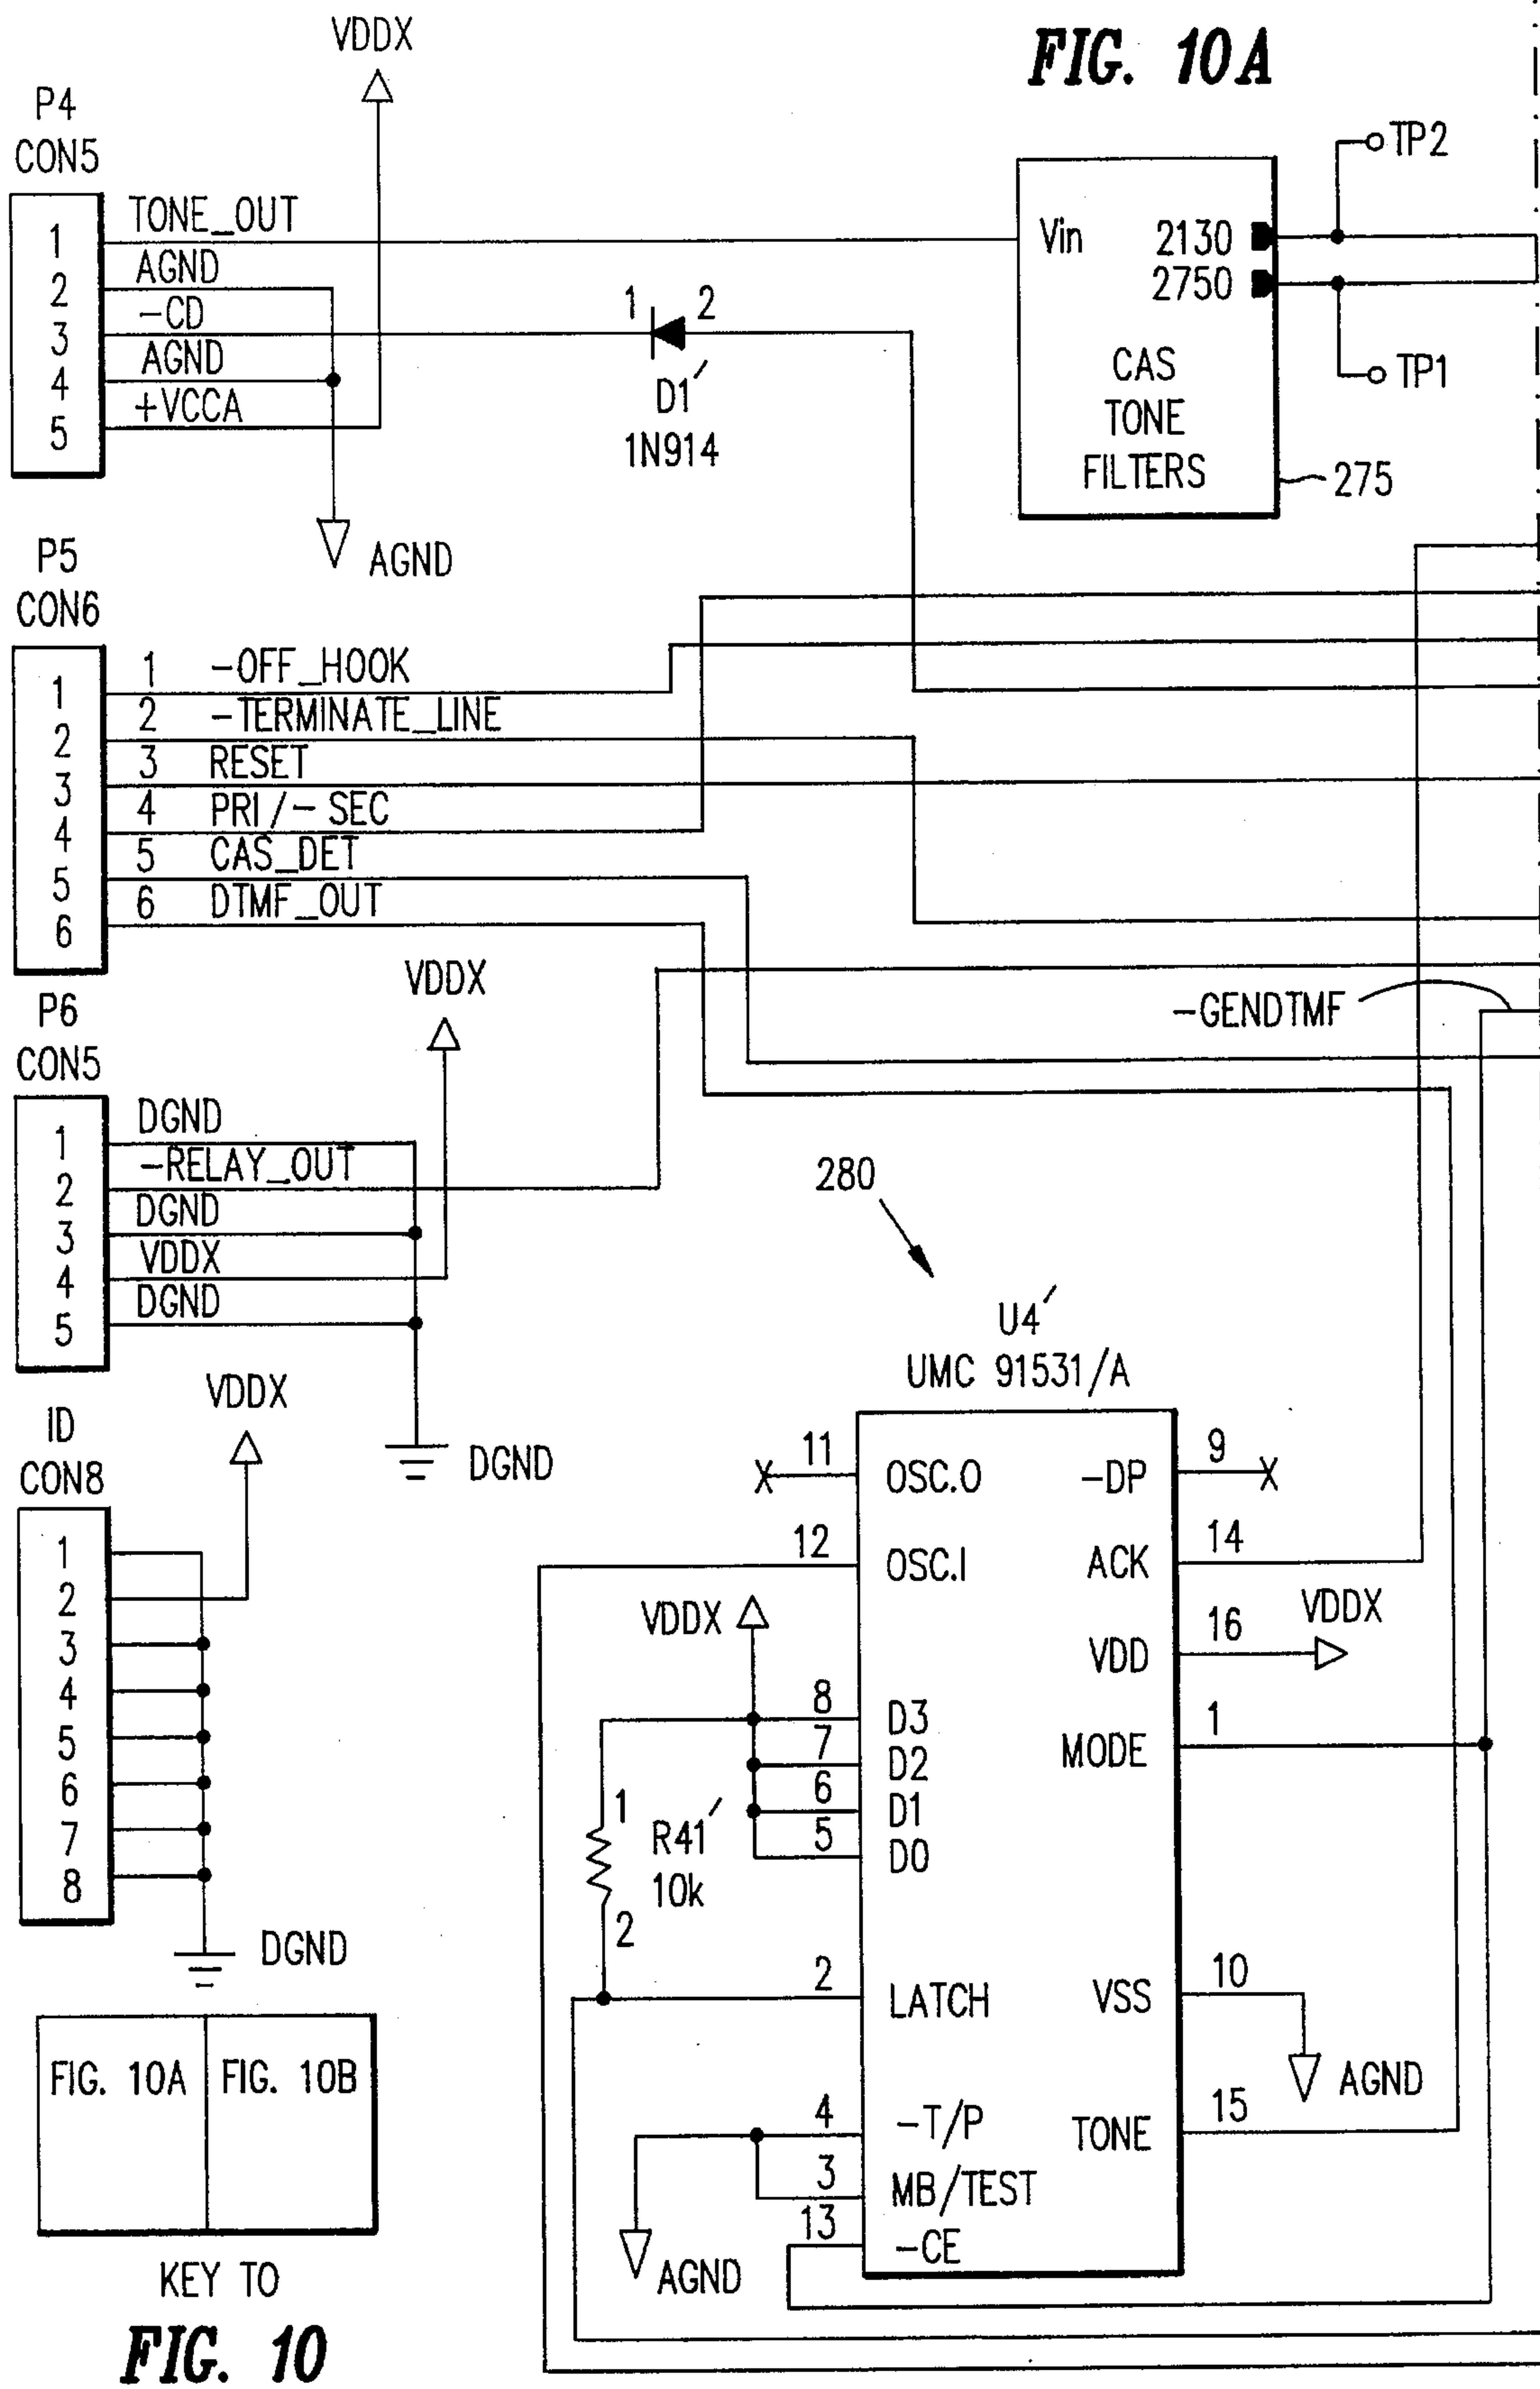 FIG. 10A
VDDX
P4
CON5
1 TONE_OUT
2 AGND
3 -CD
4 AGND
5 +VCCA
AGND
1 2
D1'
1N914
Vin 2130
2750
CAS
TONE
FILTERS
275
TP2
TP1
P5
CON6
1 1 -OFF_HOOK
2 2 -TERMINATE_LINE
3 3 RESET
4 4 PRI/-SEC
5 5 CAS_DET
6 6 DTMF_OUT
-GENDTMF
P6
CON5
VDDX
1 DGND
2 -RELAY_OUT
3 DGND
4 VDDX
5 DGND
DGND
ID
CON8
VDDX
1
2
3
4
5
6
7
8
DGND
280
U4'
UMC 91531/A
11 OSC.O
12 OSC.I
VDDX
8 D3
7 D2
6 D1
5 D0
1
R41'
10k
2
2 LATCH
4 -T/P
3 MB/TEST
13 -CE
AGND
-DP 9
ACK 14
VDD 16 VDDX
MODE 1
VSS 10
AGND
TONE 15
FIG. 10A FIG. 10B
KEY TO
FIG. 10